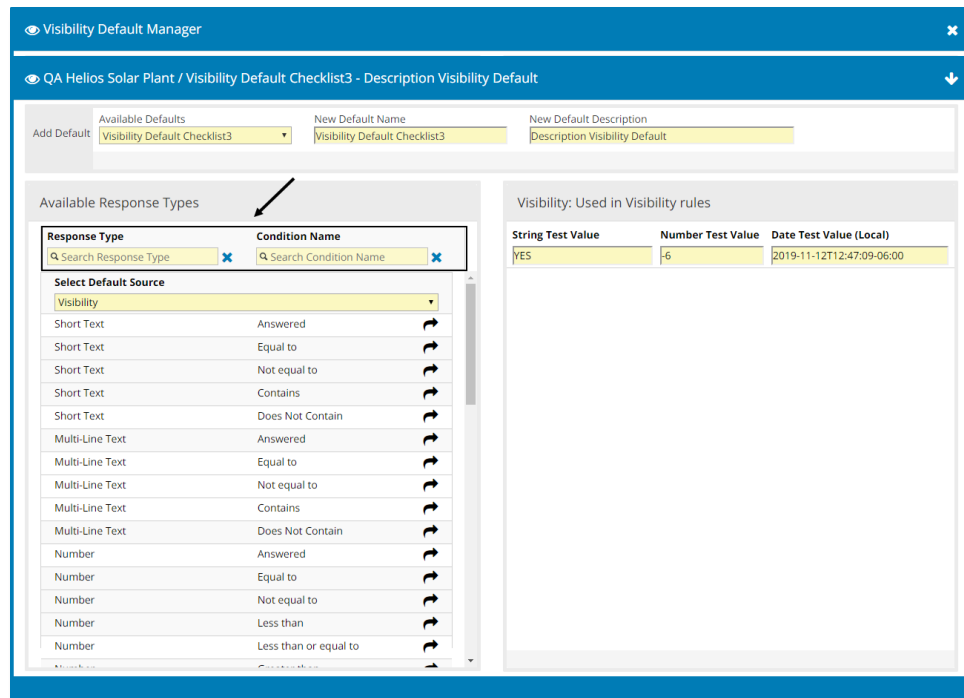 Visibility Default Manager
QA Helios Solar Plant / Visibility Default Checklist3 - Description Visibility Default
Add Default
Available Defaults
Visibility Default Checklist3
New Default Name
Visibility Default Checklist3
New Default Description
Description Visibility Default
Available Response Types
Response Type Condition Name
Search Response Type Search Condition Name
Select Default Source
Visibility
Short Text Answered
Short Text Equal to
Short Text Not equal to
Short Text Contains
Short Text Does Not Contain
Multi-Line Text Answered
Multi-Line Text Equal to
Multi-Line Text Not equal to
Multi-Line Text Contains
Multi-Line Text Does Not Contain
Number Answered
Number Equal to
Number Not equal to
Number Less than
Number Less than or equal to
Visibility: Used in Visibility rules
String Test Value Number Test Value Date Test Value (Local)
YES -6 2019-11-12T12:47:09-06:00